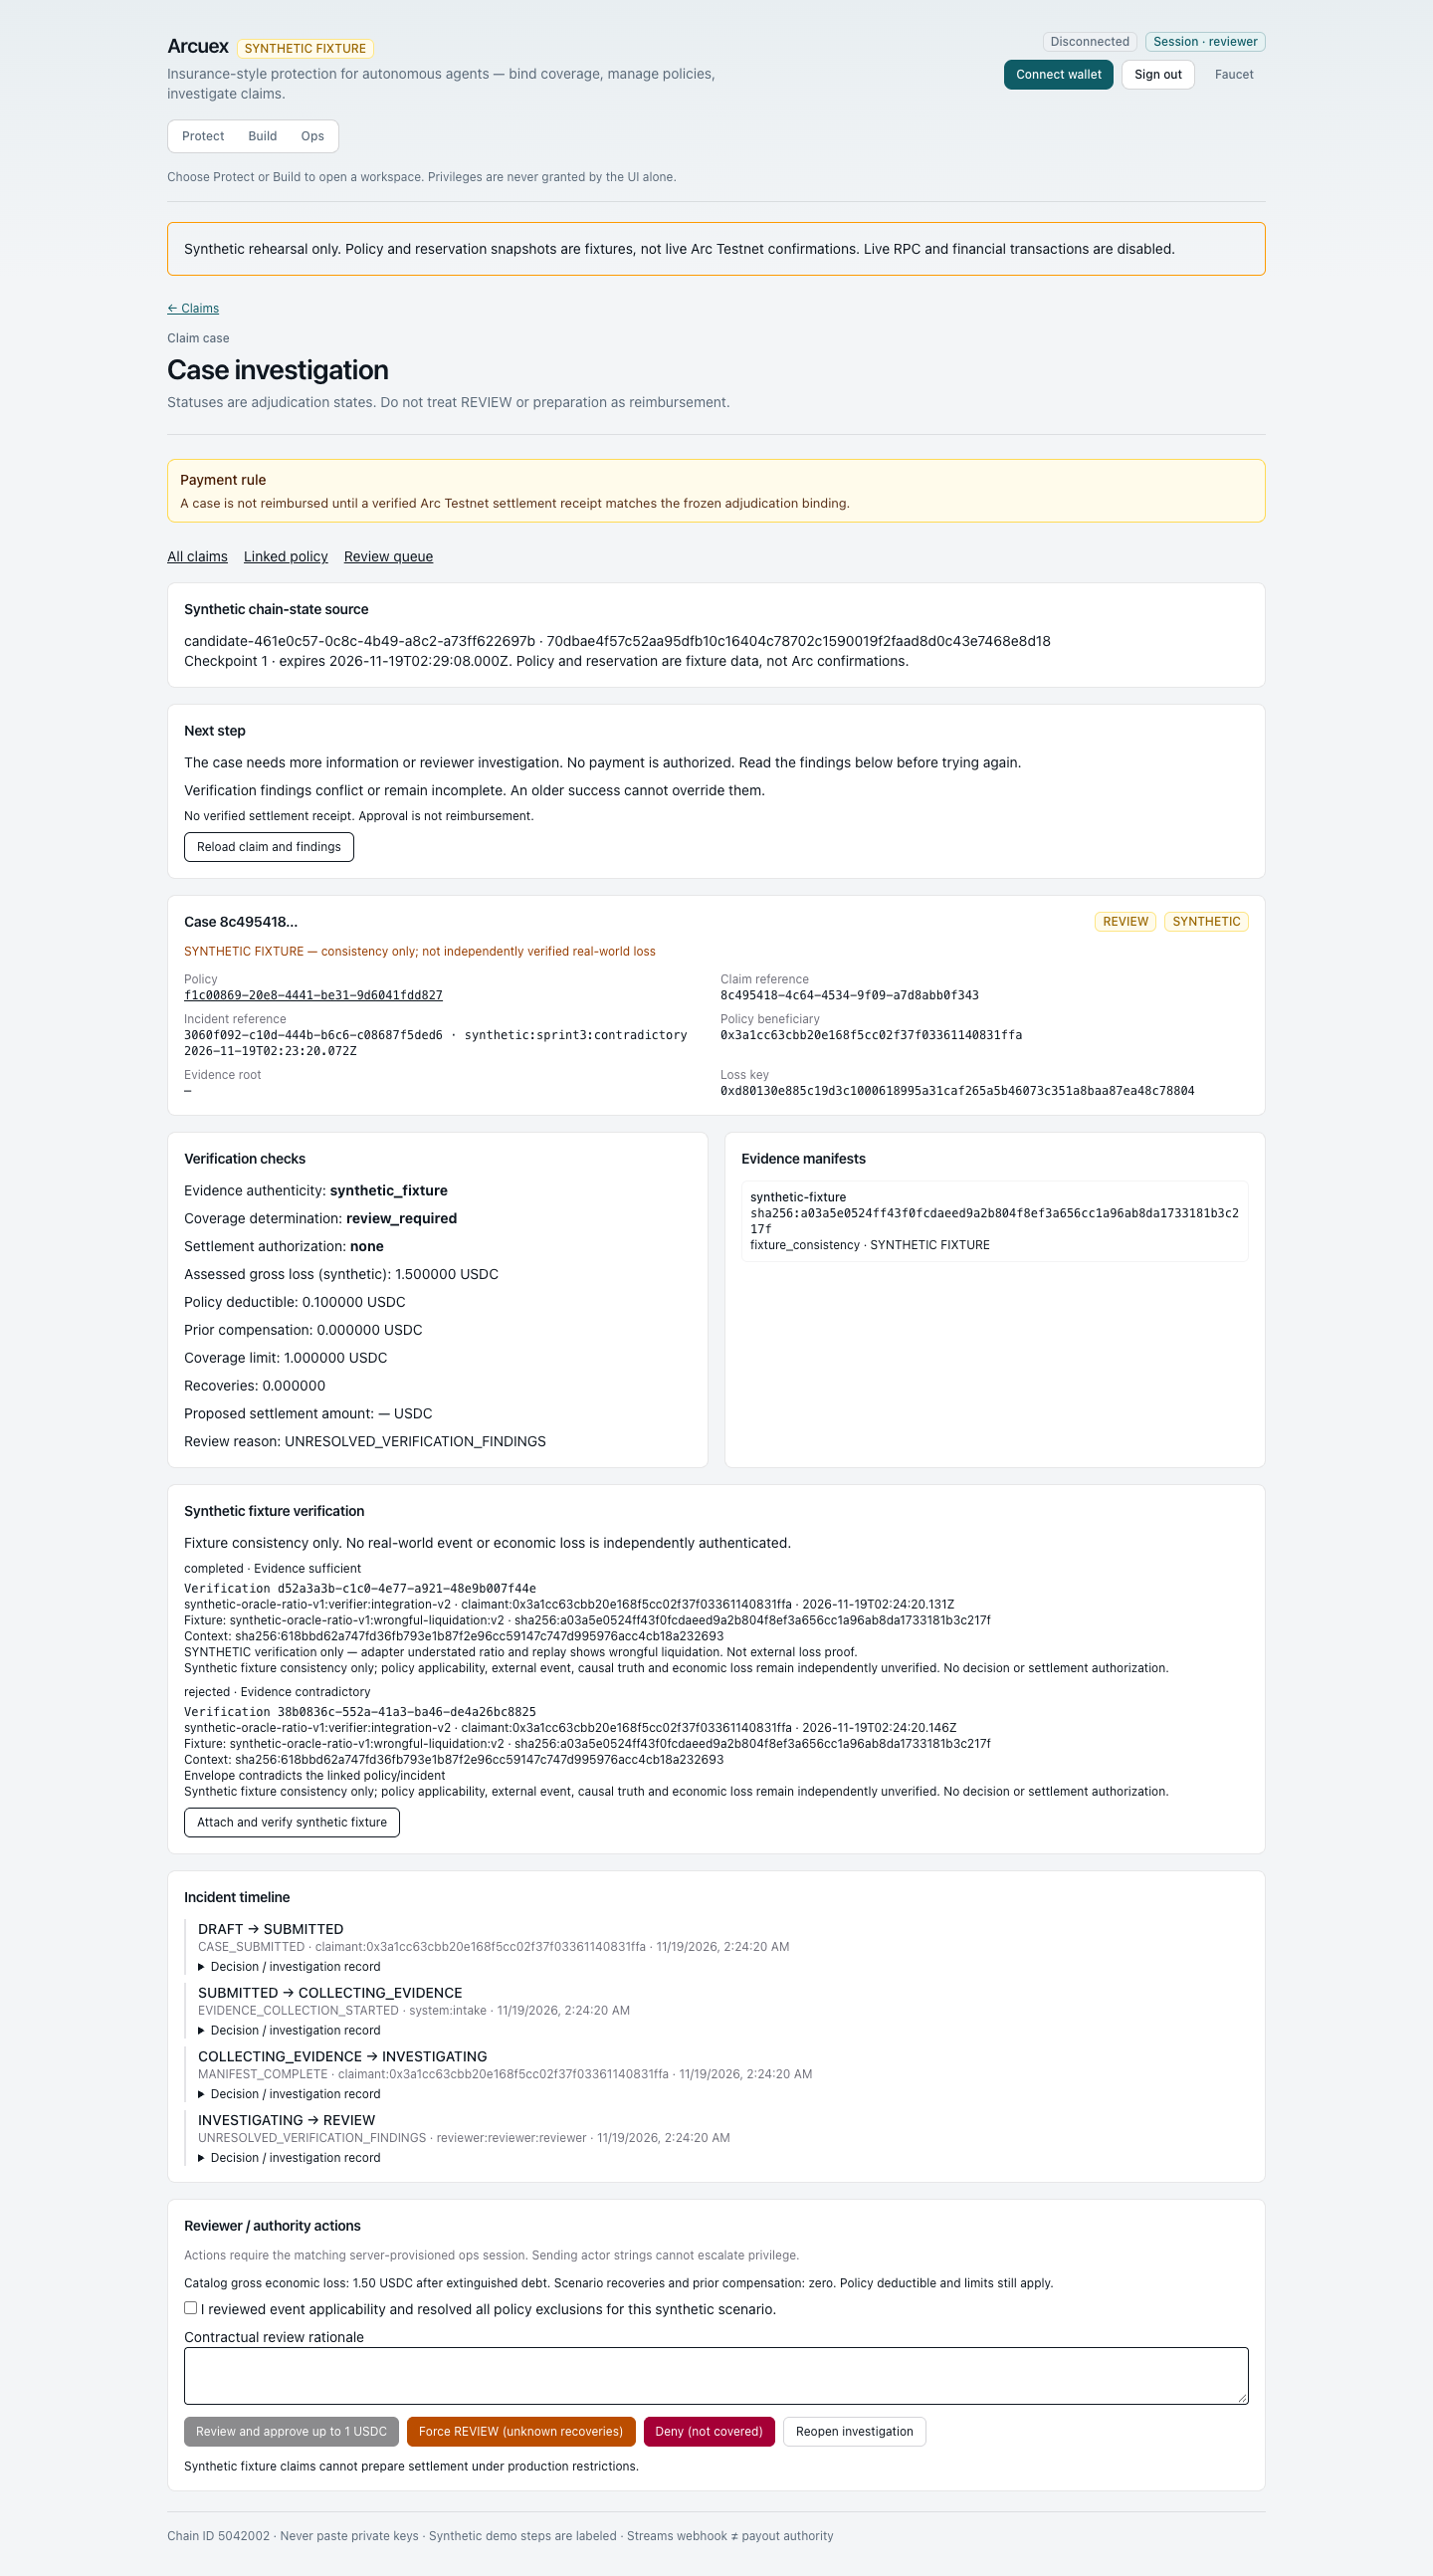 Arcuex SYNTHETIC FIXTURE
Disconnected Session · reviewer
Insurance-style protection for autonomous agents — bind coverage, manage policies,
investigate claims.
Connect wallet Sign out Faucet
Protect Build Ops
Choose Protect or Build to open a workspace. Privileges are never granted by the UI alone.
Synthetic rehearsal only. Policy and reservation snapshots are fixtures, not live Arc Testnet confirmations. Live RPC and financial transactions are disabled.
← Claims
Claim case
Case investigation
Statuses are adjudication states. Do not treat REVIEW or preparation as reimbursement.
Payment rule
A case is not reimbursed until a verified Arc Testnet settlement receipt matches the frozen adjudication binding.
All claims Linked policy Review queue
Synthetic chain-state source
candidate-461e0c57-0c8c-4b49-a8c2-a73ff622697b · 70dbae4f57c52aa95dfb10c16404c78702c1590019f2faad8d0c43e7468e8d18
Checkpoint 1 · expires 2026-11-19T02:29:08.000Z. Policy and reservation are fixture data, not Arc confirmations.
Next step
The case needs more information or reviewer investigation. No payment is authorized. Read the findings below before trying again.
Verification findings conflict or remain incomplete. An older success cannot override them.
No verified settlement receipt. Approval is not reimbursement.
Reload claim and findings
Case 8c495418...
REVIEW SYNTHETIC
SYNTHETIC FIXTURE — consistency only; not independently verified real-world loss
Policy
f1c00869-20e8-4441-be31-9d6041fdd827
Claim reference
8c495418-4c64-4534-9f09-a7d8abb0f343
Incident reference
3060f092-c10d-444b-b6c6-c08687f5ded6 · synthetic:sprint3:contradictory
2026-11-19T02:23:20.072Z
Policy beneficiary
0x3a1cc63cbb20e168f5cc02f37f03361140831ffa
Evidence root
—
Loss key
0xd80130e885c19d3c1000618995a31caf265a5b46073c351a8baa87ea48c78804
Verification checks
Evidence authenticity: synthetic_fixture
Coverage determination: review_required
Settlement authorization: none
Assessed gross loss (synthetic): 1.500000 USDC
Policy deductible: 0.100000 USDC
Prior compensation: 0.000000 USDC
Coverage limit: 1.000000 USDC
Recoveries: 0.000000
Proposed settlement amount: — USDC
Review reason: UNRESOLVED_VERIFICATION_FINDINGS
Evidence manifests
synthetic-fixture
sha256:a03a5e0524ff43f0fcdaeed9a2b804f8ef3a656cc1a96ab8da1733181b3c2
17f
fixture_consistency · SYNTHETIC FIXTURE
Synthetic fixture verification
Fixture consistency only. No real-world event or economic loss is independently authenticated.
completed · Evidence sufficient
Verification d52a3a3b-c1c0-4e77-a921-48e9b007f44e
synthetic-oracle-ratio-v1:verifier:integration-v2 · claimant:0x3a1cc63cbb20e168f5cc02f37f03361140831ffa · 2026-11-19T02:24:20.131Z
Fixture: synthetic-oracle-ratio-v1:wrongful-liquidation:v2 · sha256:a03a5e0524ff43f0fcdaeed9a2b804f8ef3a656cc1a96ab8da1733181b3c217f
Context: sha256:618bbd62a747fd36fb793e1b87f2e96cc59147c747d995976acc4cb18a232693
SYNTHETIC verification only — adapter understated ratio and replay shows wrongful liquidation. Not external loss proof.
Synthetic fixture consistency only; policy applicability, external event, causal truth and economic loss remain independently unverified. No decision or settlement authorization.
rejected · Evidence contradictory
Verification 38b0836c-552a-41a3-ba46-de4a26bc8825
synthetic-oracle-ratio-v1:verifier:integration-v2 · claimant:0x3a1cc63cbb20e168f5cc02f37f03361140831ffa · 2026-11-19T02:24:20.146Z
Fixture: synthetic-oracle-ratio-v1:wrongful-liquidation:v2 · sha256:a03a5e0524ff43f0fcdaeed9a2b804f8ef3a656cc1a96ab8da1733181b3c217f
Context: sha256:618bbd62a747fd36fb793e1b87f2e96cc59147c747d995976acc4cb18a232693
Envelope contradicts the linked policy/incident
Synthetic fixture consistency only; policy applicability, external event, causal truth and economic loss remain independently unverified. No decision or settlement authorization.
Attach and verify synthetic fixture
Incident timeline
DRAFT → SUBMITTED
CASE_SUBMITTED · claimant:0x3a1cc63cbb20e168f5cc02f37f03361140831ffa · 11/19/2026, 2:24:20 AM
▶ Decision / investigation record
SUBMITTED → COLLECTING_EVIDENCE
EVIDENCE_COLLECTION_STARTED · system:intake · 11/19/2026, 2:24:20 AM
▶ Decision / investigation record
COLLECTING_EVIDENCE → INVESTIGATING
MANIFEST_COMPLETE · claimant:0x3a1cc63cbb20e168f5cc02f37f03361140831ffa · 11/19/2026, 2:24:20 AM
▶ Decision / investigation record
INVESTIGATING → REVIEW
UNRESOLVED_VERIFICATION_FINDINGS · reviewer:reviewer:reviewer · 11/19/2026, 2:24:20 AM
▶ Decision / investigation record
Reviewer / authority actions
Actions require the matching server-provisioned ops session. Sending actor strings cannot escalate privilege.
Catalog gross economic loss: 1.50 USDC after extinguished debt. Scenario recoveries and prior compensation: zero. Policy deductible and limits still apply.
I reviewed event applicability and resolved all policy exclusions for this synthetic scenario.
Contractual review rationale
Review and approve up to 1 USDC Force REVIEW (unknown recoveries) Deny (not covered) Reopen investigation
Synthetic fixture claims cannot prepare settlement under production restrictions.
Chain ID 5042002 · Never paste private keys · Synthetic demo steps are labeled · Streams webhook ≠ payout authority